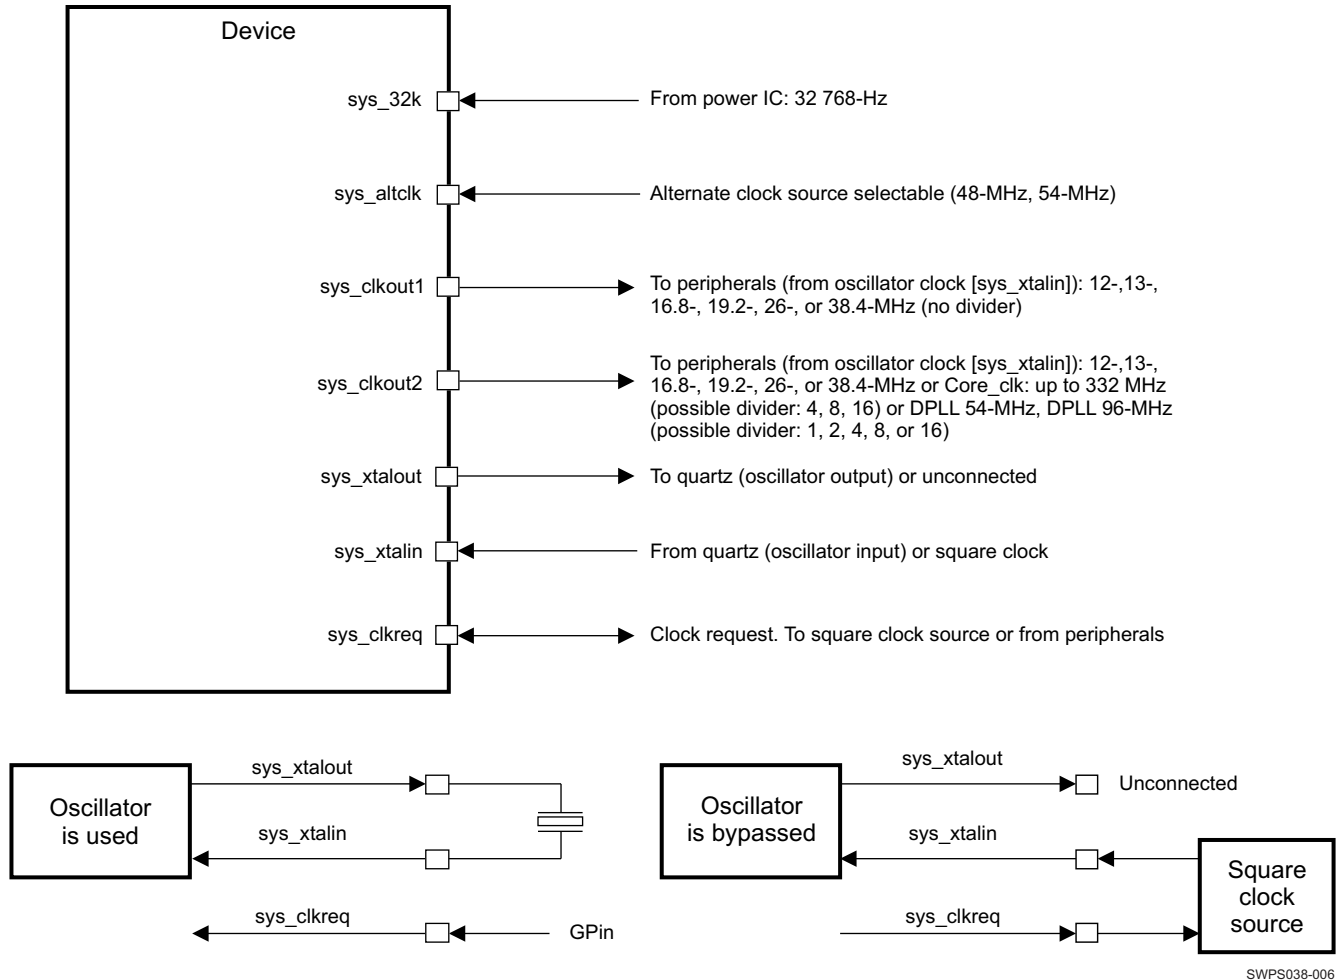 Device
sys_32k
From power IC: 32 768-Hz
sys_altclk
Alternate clock source selectable (48-MHz, 54-MHz)
sys_clkout1
To peripherals (from oscillator clock [sys_xtalin]): 12-,13-,
16.8-, 19.2-, 26-, or 38.4-MHz (no divider)
sys_clkout2
To peripherals (from oscillator clock [sys_xtalin]): 12-,13-,
16.8-, 19.2-, 26-, or 38.4-MHz or Core_clk: up to 332 MHz
(possible divider: 4, 8, 16) or DPLL 54-MHz, DPLL 96-MHz
(possible divider: 1, 2, 4, 8, or 16)
sys_xtalout
To quartz (oscillator output) or unconnected
sys_xtalin
From quartz (oscillator input) or square clock
sys_clkreq
Clock request. To square clock source or from peripherals
Oscillator
is used
sys_xtalout
sys_xtalin
sys_clkreq
GPin
Oscillator
is bypassed
sys_xtalout
Unconnected
sys_xtalin
sys_clkreq
Square
clock
source
SWPS038-006